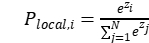 $P_{local,i} = \frac{e^{z_i}}{\sum_{j=1}^{N} e^{z_j}}$